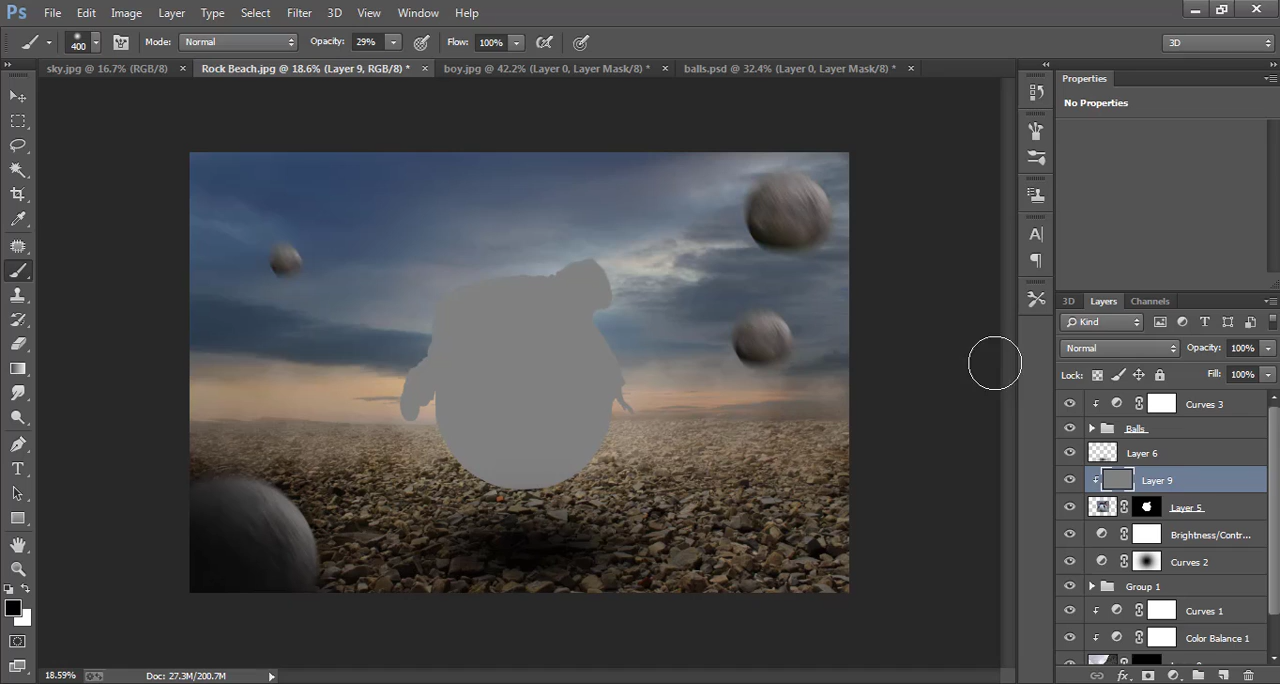 Ps File Edit Image Layer Type Select Filter 3D View Window Help
400 Mode: Normal Opacity: 29% Flow: 100% 3D
sky.jpg @ 16.7% (RGB/8) Rock Beach.jpg @ 18.6% (Layer 9, RGB/8) * boy.jpg @ 42.2% (Layer 0, Layer Mask/8) * balls.psd @ 32.4% (Layer 0, Layer Mask/8) *
Properties
No Properties
3D Layers Channels
Kind
Normal Opacity: 100%
Lock: Fill: 100%
Curves 3
Balls
Layer 6
Layer 9
Layer 5
Brightness/Contr...
Curves 2
Group 1
Curves 1
Color Balance 1
18.59% Doc: 27.3M/200.7M